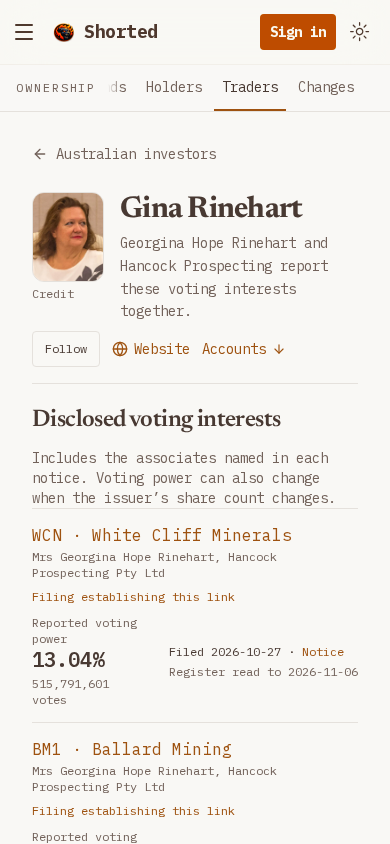 Shorted
Sign in
OWNERSHIP
ds
Holders
Traders
Changes
← Australian investors
Gina Rinehart
Georgina Hope Rinehart and
Hancock Prospecting report
these voting interests
together.
Credit
Follow
Website
Accounts ↓
Disclosed voting interests
Includes the associates named in each
notice. Voting power can also change
when the issuer’s share count changes.
WCN · White Cliff Minerals
Mrs Georgina Hope Rinehart, Hancock
Prospecting Pty Ltd
Filing establishing this link
Reported voting
power
13.04%
515,791,601
votes
Filed 2026-10-27 · Notice
Register read to 2026-11-06
BM1 · Ballard Mining
Mrs Georgina Hope Rinehart, Hancock
Prospecting Pty Ltd
Filing establishing this link
Reported voting